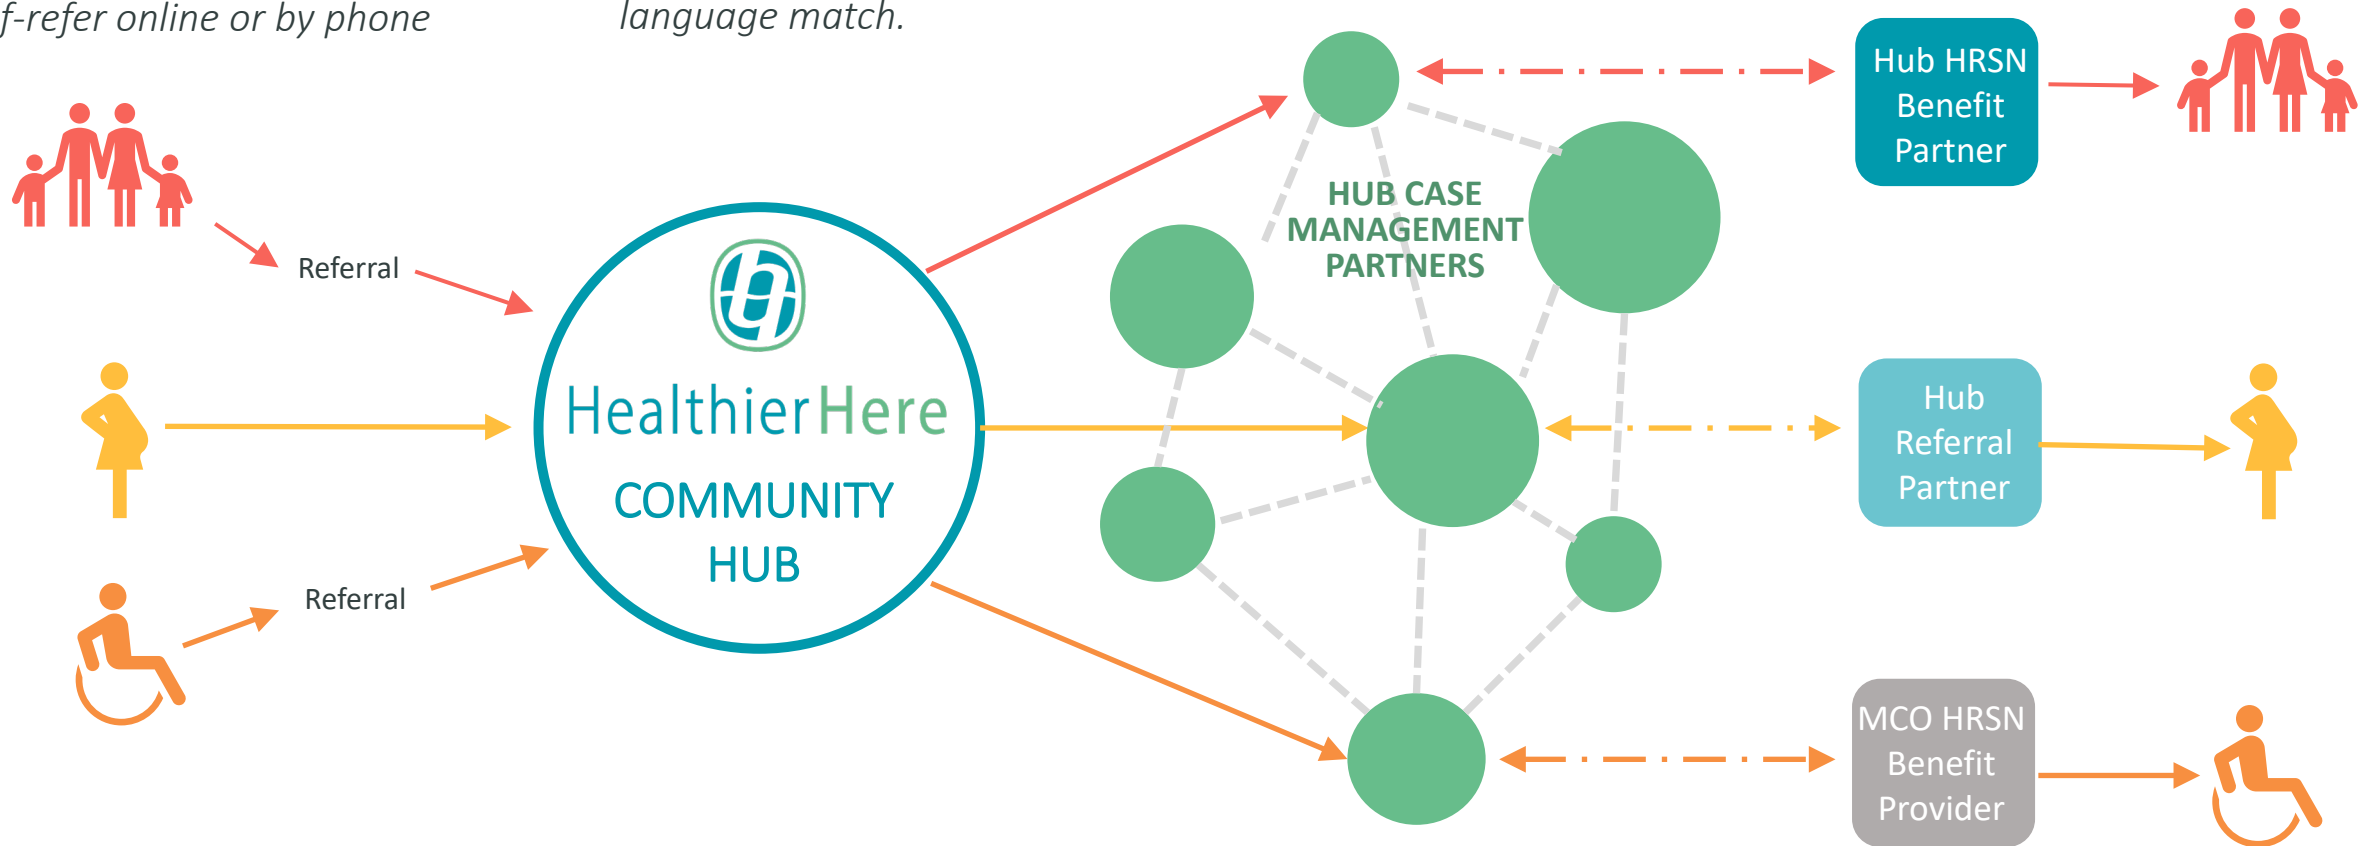 f-refer online or by phone
language match.
Referral
Referral
HealthierHere
COMMUNITY
HUB
HUB CASE
MANAGEMENT
PARTNERS
Hub HRSN
Benefit
Partner
Hub
Referral
Partner
MCO HRSN
Benefit
Provider